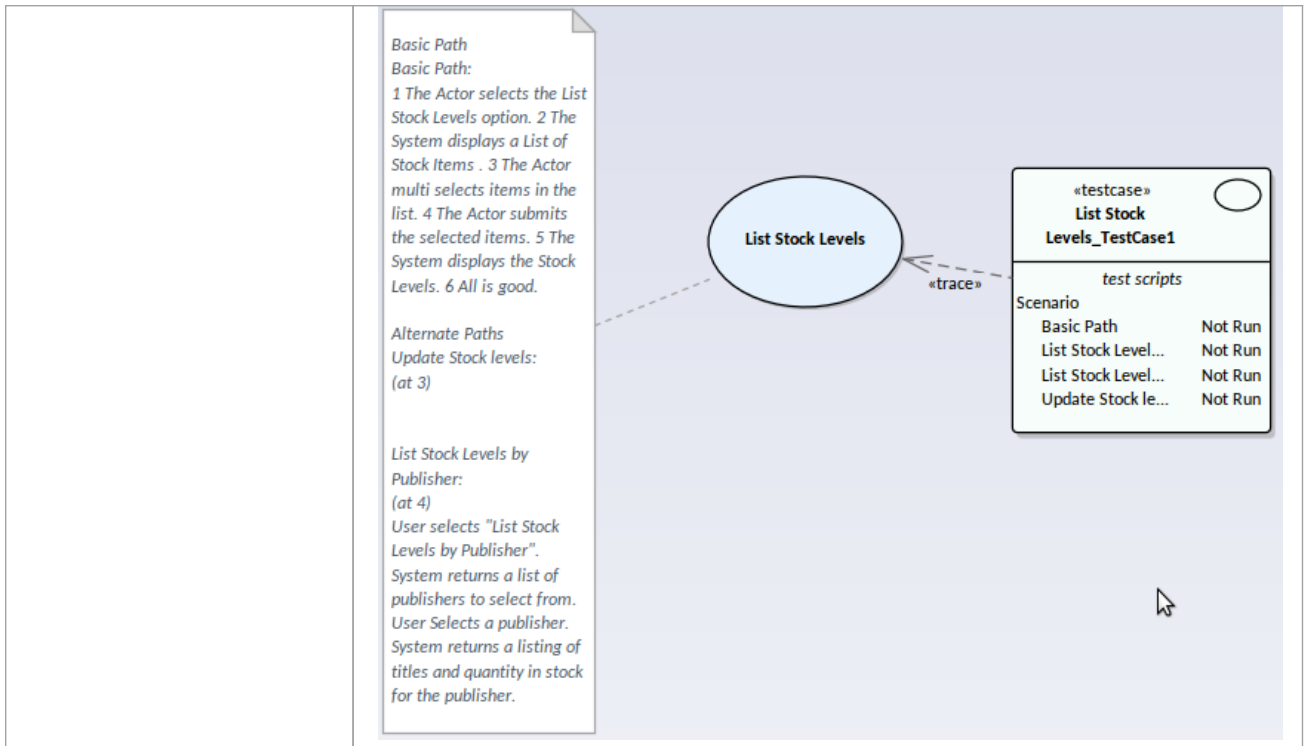 Basic Path
Basic Path:
1 The Actor selects the List
Stock Levels option. 2 The
System displays a List of
Stock Items . 3 The Actor
multi selects items in the
list. 4 The Actor submits
the selected items. 5 The
System displays the Stock
Levels. 6 All is good.
Alternate Paths
Update Stock levels:
(at 3)
List Stock Levels by
Publisher:
(at 4)
User selects "List Stock
Levels by Publisher".
System returns a list of
publishers to select from.
User Selects a publisher.
System returns a listing of
titles and quantity in stock
for the publisher.
List Stock Levels
«trace»
«testcase»
List Stock
Levels_TestCase1
test scripts
Scenario
Basic Path Not Run
List Stock Level... Not Run
List Stock Level... Not Run
Update Stock le... Not Run